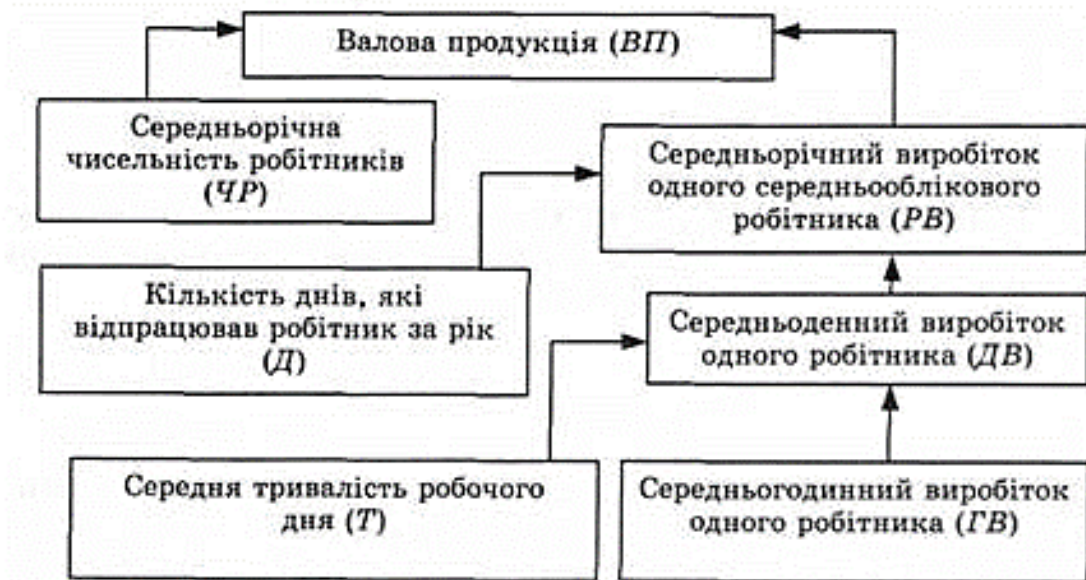 Валова продукція (ВП)
Середньорічна
чисельність робітників
(ЧР)
Середньорічний виробіток
одного середньооблікового
робітника (РВ)
Кількість днів, які
відпрацював робітник за рік
(Д)
Середньоденний виробіток
одного робітника (ДВ)
Середня тривалість робочого
дня (Т)
Середньогодинний виробіток
одного робітника (ГВ)